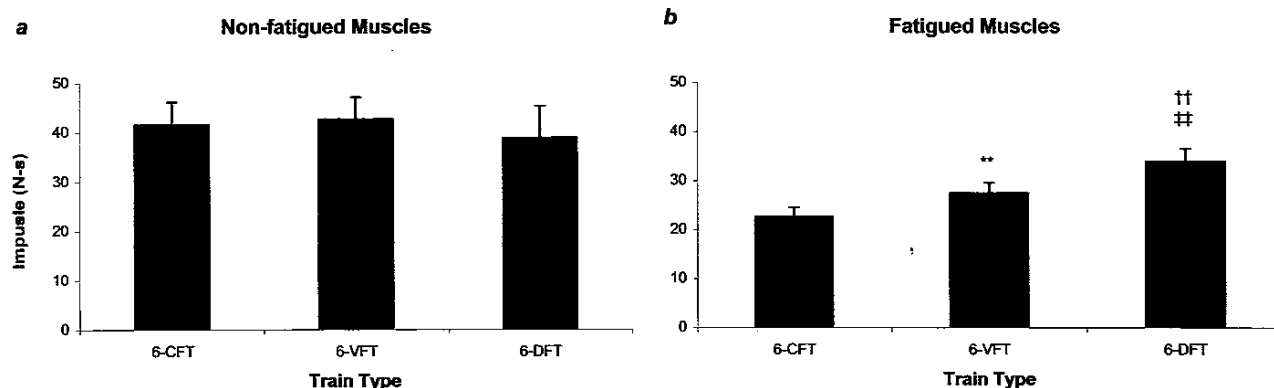 a
Non-fatigued Muscles
50
40
30
20
10
0
Impulse (N-s)
6-CFT
6-VFT
6-DFT
Train Type
b
Fatigued Muscles
50
40
30
20
10
0
**
††
‡‡
6-CFT
6-VFT
6-DFT
Train Type